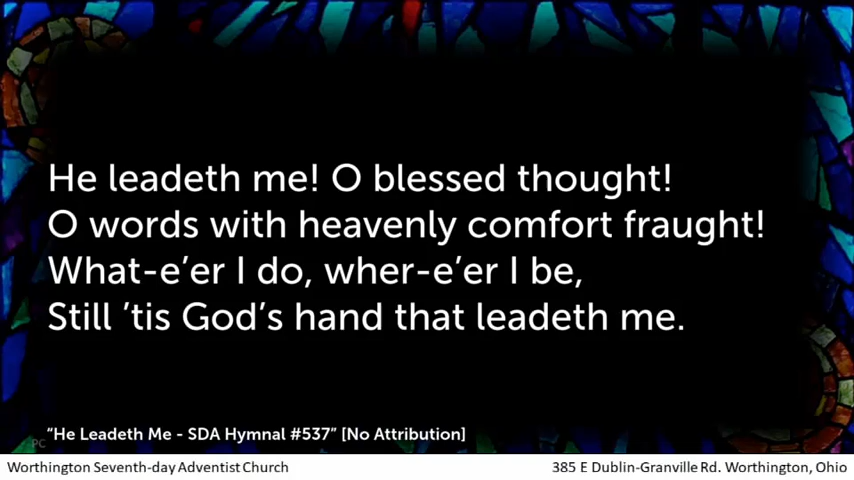 He leadeth me! O blessed thought!
O words with heavenly comfort fraught!
What-e’er I do, wher-e’er I be,
Still ’tis God’s hand that leadeth me.
“He Leadeth Me - SDA Hymnal #537” [No Attribution]
PC
Worthington Seventh-day Adventist Church
385 E Dublin-Granville Rd. Worthington, Ohio